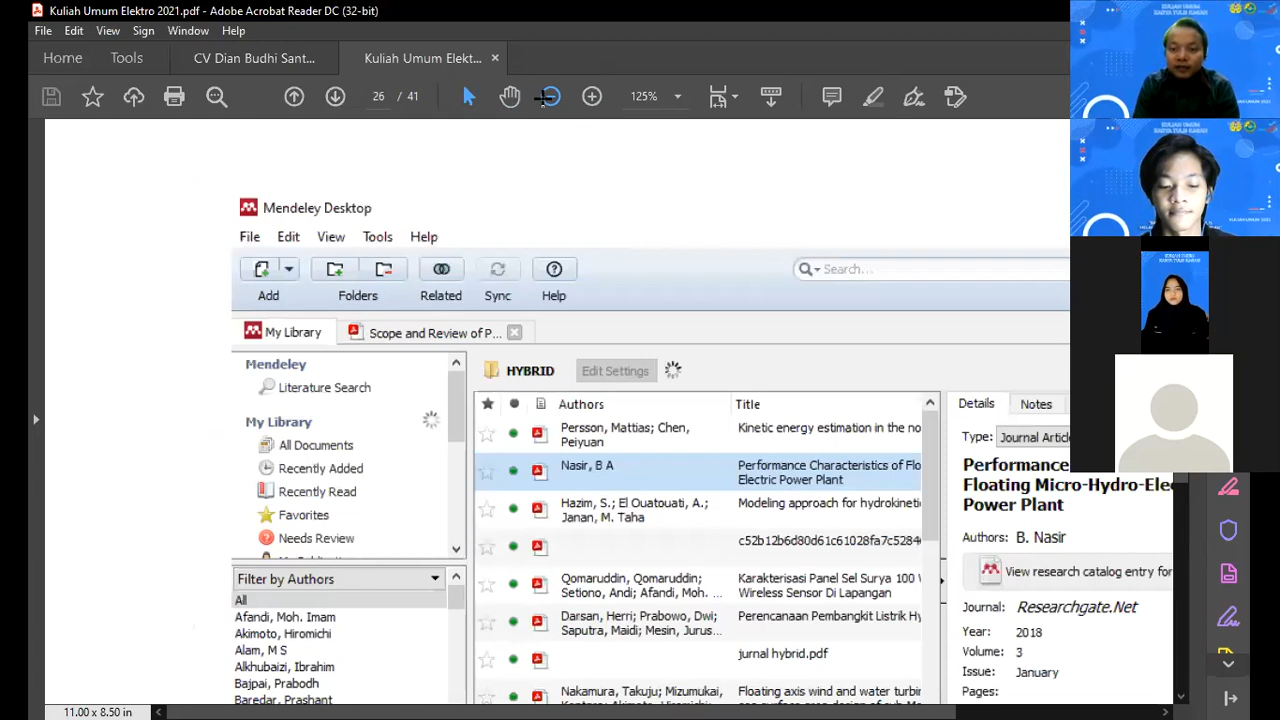 Kuliah Umum Elektro 2021.pdf - Adobe Acrobat Reader DC (32-bit)
File Edit View Sign Window Help
Home Tools CV Dian Budhi Sant... Kuliah Umum Elekt... ×
26 / 41 125%
Mendeley Desktop
File Edit View Tools Help
Search...
Add Folders Related Sync Help
My Library Scope and Review of P...
Mendeley
Literature Search
My Library
All Documents
Recently Added
Recently Read
Favorites
Needs Review
Filter by Authors
All
Afandi, Moh. Imam
Akimoto, Hiromichi
Alam, M S
Alkhubaizi, Ibrahim
Bajpai, Prabodh
Baredar, Prashant
HYBRID Edit Settings
Authors Title
Persson, Mattias; Chen, Peiyuan
Kinetic energy estimation in the no
Nasir, B A
Performance Characteristics of Flo
Electric Power Plant
Hazim, S.; El Ouatouati, A.;
Janan, M. Taha
Modeling approach for hydrokinetic
c52b12b6d80d61c61028fa7c5284
Qomaruddin, Qomaruddin;
Setiono, Andi; Afandi, Moh. ...
Karakterisasi Panel Sel Surya 100
Wireless Sensor Di Lapangan
Darsan, Herri; Prabowo, Dwi;
Saputra, Maidi; Mesin, Jurus...
Perencanaan Pembangkit Listrik Hy
jurnal hybrid.pdf
Nakamura, Takuju; Mizumukai,
Floating axis wind and water turbin
Details Notes
Type: Journal Artic
Performance
Floating Micro-Hydro-Ele
Power Plant
Authors: B. Nasir
View research catalog entry for
Journal: Researchgate.Net
Year: 2018
Volume: 3
Issue: January
Pages:
11.00 x 8.50 in